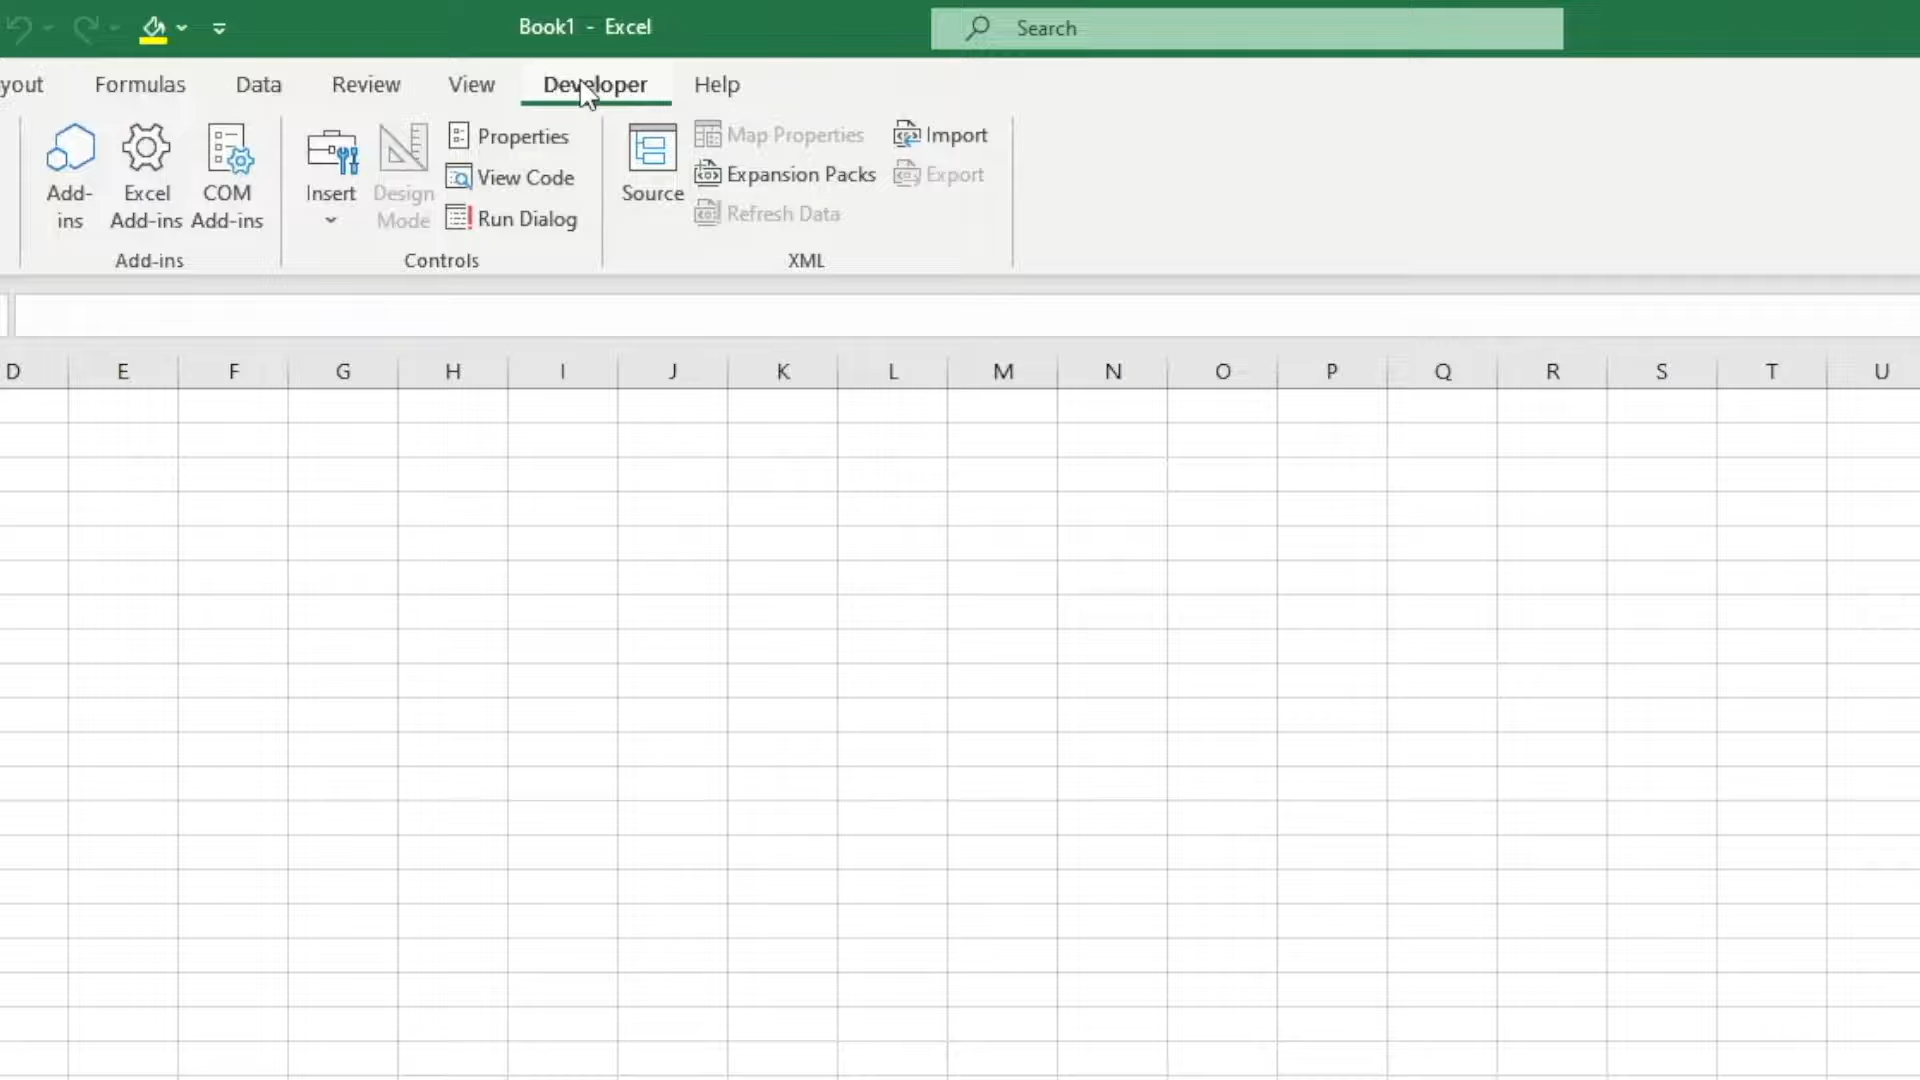 Book1 - Excel
Search
yout Formulas Data Review View Developer Help
Add-
ins
Excel
Add-ins
COM
Add-ins
Add-ins
Insert
Design
Mode
Properties
View Code
Run Dialog
Controls
Source
Map Properties
Expansion Packs
Refresh Data
Import
Export
XML
D E F G H I J K L M N O P Q R S T U